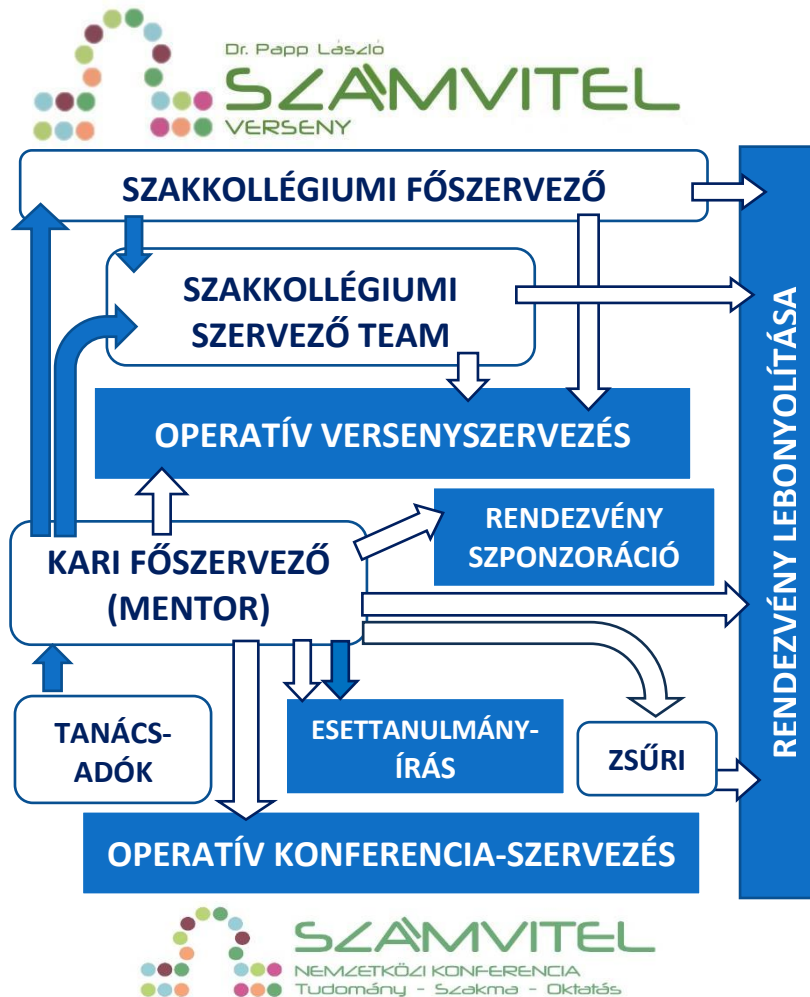 Dr. Papp László
SZÁMVITEL
VERSENY
SZAKKOLLÉGIUMI FŐSZERVEZŐ
SZAKKOLLÉGIUMI
SZERVEZŐ TEAM
OPERATÍV VERSENYSZERVEZÉS
RENDEZVÉNY
SZPONZORÁCIÓ
KARI FŐSZERVEZŐ
(MENTOR)
TANÁCS-
ADÓK
ESETTANULMÁNY-
ÍRÁS
ZSŰRI
RENDEZVÉNY LEBONYOLÍTÁSA
OPERATÍV KONFERENCIA-SZERVEZÉS
SZÁMVITEL
NEMZETKÖZI KONFERENCIA
Tudomány - Szakma - Oktatás